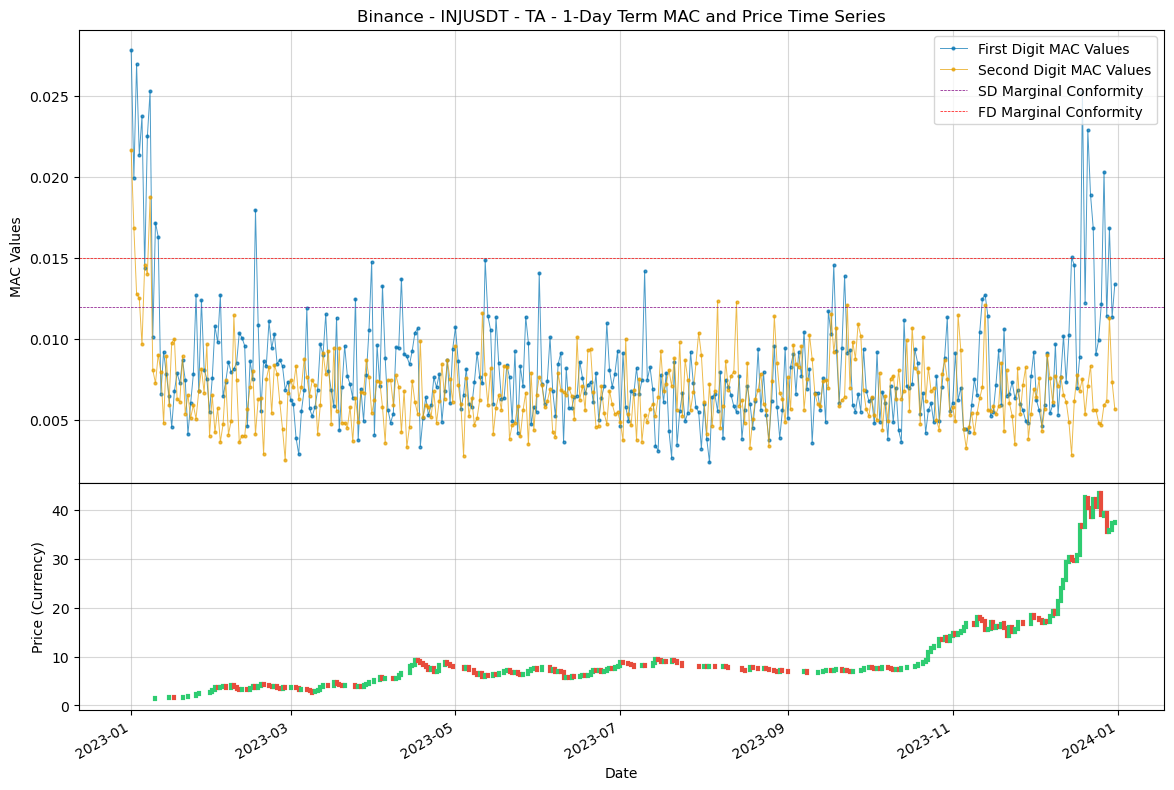 Binance - INJUSDT - TA - 1-Day Term MAC and Price Time Series
First Digit MAC Values
Second Digit MAC Values
SD Marginal Conformity
FD Marginal Conformity
MAC Values
0.025
0.020
0.015
0.010
0.005
Price (Currency)
40
30
20
10
0
2023-01
2023-03
2023-05
2023-07
2023-09
2023-11
2024-01
Date